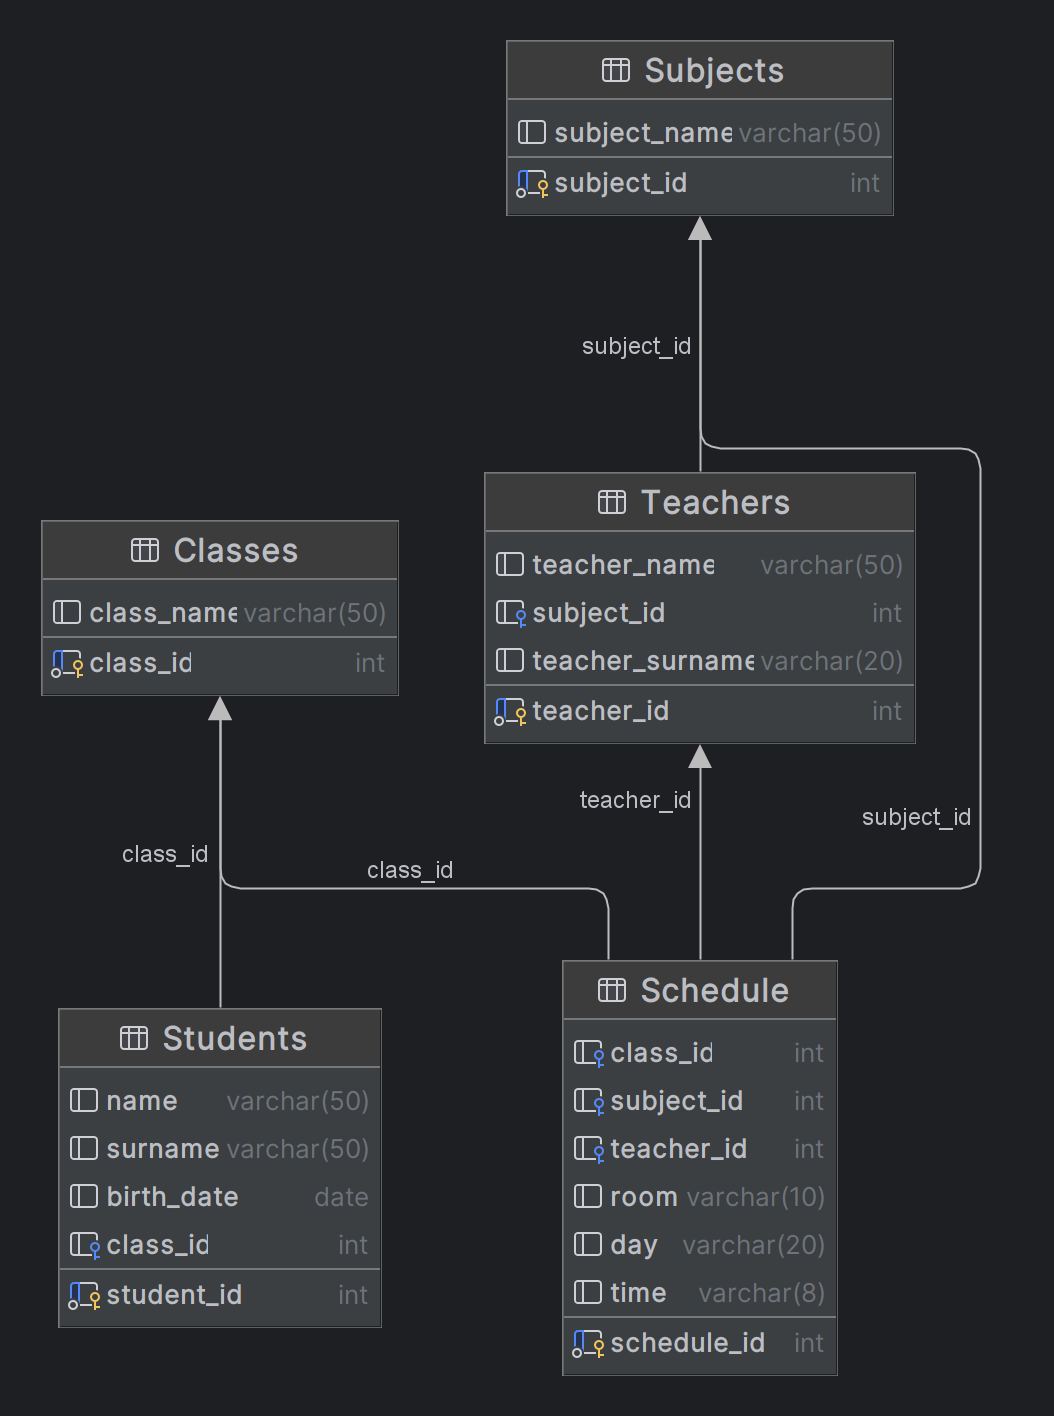 Subjects
subject_name varchar(50)
subject_id int
subject_id
Teachers
teacher_name varchar(50)
subject_id int
teacher_surname varchar(20)
teacher_id int
Classes
class_name varchar(50)
class_id int
teacher_id
subject_id
class_id
class_id
Schedule
class_id int
subject_id int
teacher_id int
room varchar(10)
day varchar(20)
time varchar(8)
schedule_id int
Students
name varchar(50)
surname varchar(50)
birth_date date
class_id int
student_id int